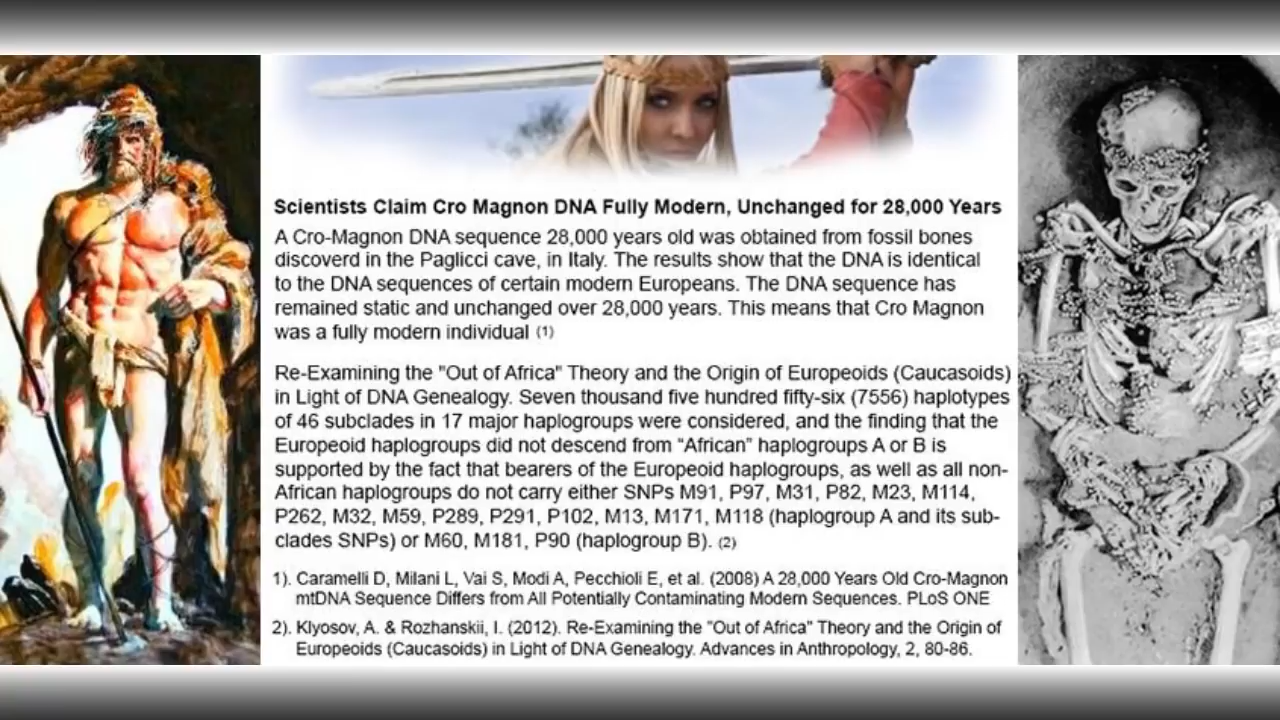 Scientists Claim Cro Magnon DNA Fully Modern, Unchanged for 28,000 Years
A Cro-Magnon DNA sequence 28,000 years old was obtained from fossil bones
discoverd in the Paglicci cave, in Italy. The results show that the DNA is identical
to the DNA sequences of certain modern Europeans. The DNA sequence has
remained static and unchanged over 28,000 years. This means that Cro Magnon
was a fully modern individual (1)
Re-Examining the "Out of Africa" Theory and the Origin of Europeoids (Caucasoids)
in Light of DNA Genealogy. Seven thousand five hundred fifty-six (7556) haplotypes
of 46 subclades in 17 major haplogroups were considered, and the finding that the
Europeoid haplogroups did not descend from “African” haplogroups A or B is
supported by the fact that bearers of the Europeoid haplogroups, as well as all non-
African haplogroups do not carry either SNPs M91, P97, M31, P82, M23, M114,
P262, M32, M59, P289, P291, P102, M13, M171, M118 (haplogroup A and its sub-
clades SNPs) or M60, M181, P90 (haplogroup B). (2)
1). Caramelli D, Milani L, Vai S, Modi A, Pecchioli E, et al. (2008) A 28,000 Years Old Cro-Magnon
mtDNA Sequence Differs from All Potentially Contaminating Modern Sequences. PLoS ONE
2). Klyosov, A. & Rozhanskii, I. (2012). Re-Examining the "Out of Africa" Theory and the Origin of
Europeoids (Caucasoids) in Light of DNA Genealogy. Advances in Anthropology, 2, 80-86.